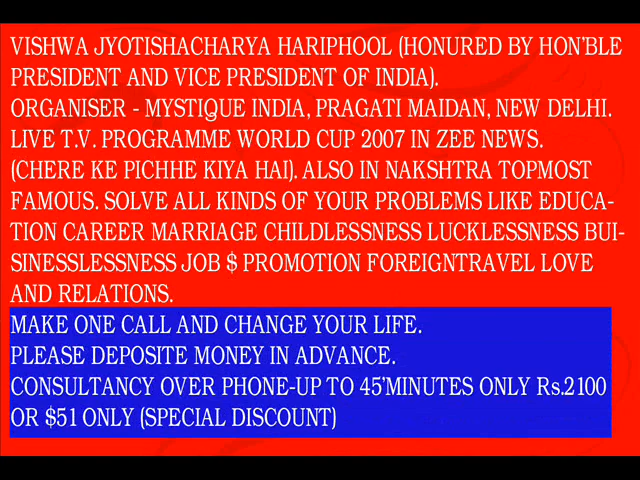 VISHWA JYOTISHACHARYA HARIPHOOL (HONURED BY HON'BLE
PRESIDENT AND VICE PRESIDENT OF INDIA).
ORGANISER - MYSTIQUE INDIA, PRAGATI MAIDAN, NEW DELHI.
LIVE T.V. PROGRAMME WORLD CUP 2007 IN ZEE NEWS.
(CHERE KE PICHHE KIYA HAI). ALSO IN NAKSHTRA TOPMOST
FAMOUS. SOLVE ALL KINDS OF YOUR PROBLEMS LIKE EDUCA-
TION CAREER MARRIAGE CHILDLESSNESS LUCKLESSNESS BUI-
SINESSLESSNESS JOB $ PROMOTION FOREIGNTRAVEL LOVE
AND RELATIONS.
MAKE ONE CALL AND CHANGE YOUR LIFE.
PLEASE DEPOSITE MONEY IN ADVANCE.
CONSULTANCY OVER PHONE-UP TO 45'MINUTES ONLY Rs.2100
OR $51 ONLY (SPECIAL DISCOUNT)